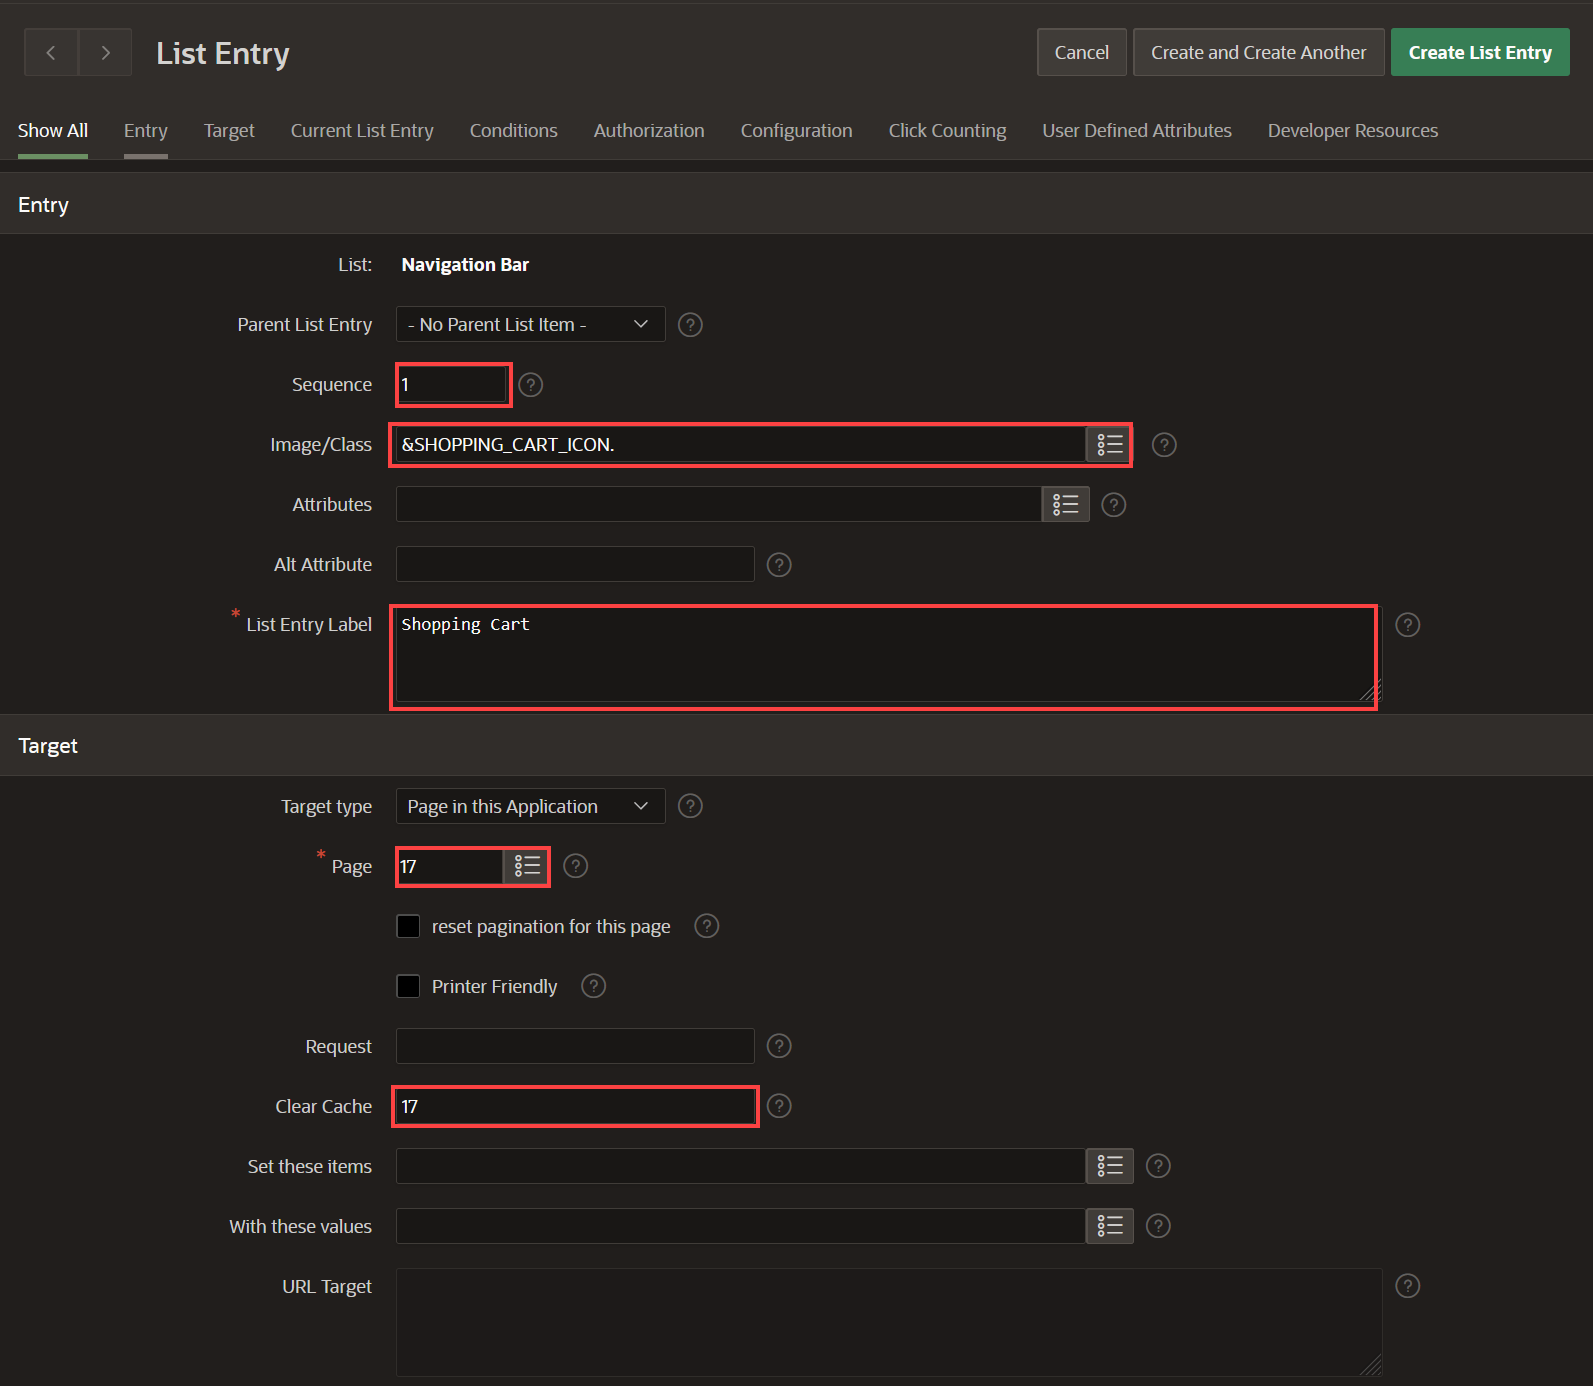 List Entry
Cancel
Create and Create Another
Create List Entry
Show All
Entry
Target
Current List Entry
Conditions
Authorization
Configuration
Click Counting
User Defined Attributes
Developer Resources
Entry
List: Navigation Bar
Parent List Entry - No Parent List Item - ?
Sequence 1 ?
Image/Class &SHOPPING_CART_ICON. ?
Attributes ?
Alt Attribute ?
* List Entry Label Shopping Cart ?
Target
Target type Page in this Application ?
* Page 17 ?
reset pagination for this page ?
Printer Friendly ?
Request ?
Clear Cache 17 ?
Set these items ?
With these values ?
URL Target ?